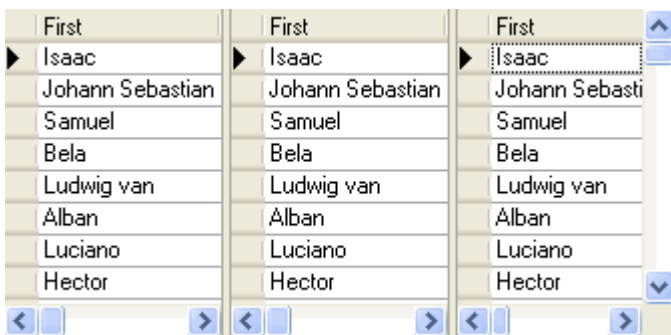 First First First
Isaac Isaac Isaac
Johann Sebastian Johann Sebastian Johann Sebasti
Samuel Samuel Samuel
Bela Bela Bela
Ludwig van Ludwig van Ludwig van
Alban Alban Alban
Luciano Luciano Luciano
Hector Hector Hector